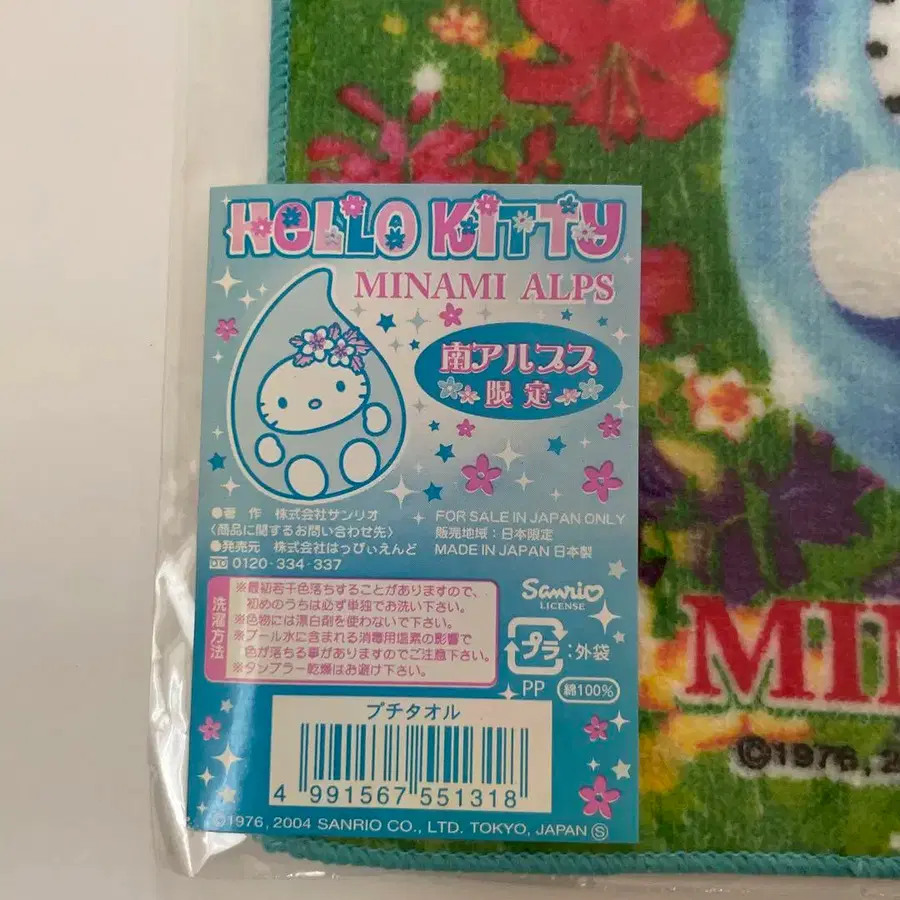 HELLO KITTY
MINAMI ALPS
南アルプス
限定
●著 作 株式会社サンリオ
〈商品に関するお問い合わせ先〉
●発売元 株式会社はっぴぃえんど
0120-334-337
FOR SALE IN JAPAN ONLY
販売地域:日本限定
MADE IN JAPAN 日本製
洗濯方法
※最初若干色落ちすることがありますので、
初めのうちは必ず単独でお洗い下さい。
※色物には漂白剤を使わないで下さい。
※プール水に含まれる消毒用塩素の影響で
色が落ちる事がありますのでご注意下さい。
※タンブラー乾燥はお避け下さい。
Sanrio
LICENSE
プラ:外袋
PP 綿100%
プチタオル
4 991567 551318
©1976, 2004 SANRIO CO., LTD. TOKYO, JAPAN Ⓢ
MI
©1976, 2